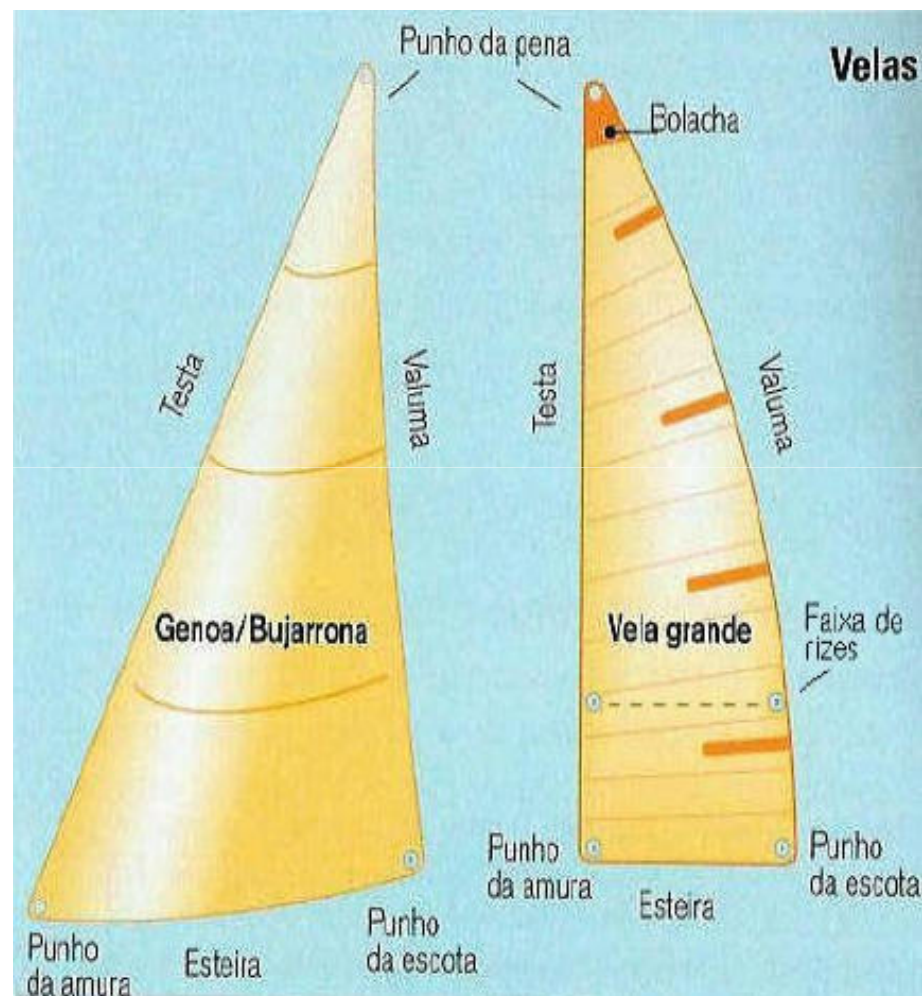 Velas
Punho da pena
Bolacha
Testa
Valuma
Testa
Valuma
Genoa/Bujarrona
Vela grande
Faixa de
rizes
Punho
da amura
Esteira
Punho
da escota
Punho
da amura
Esteira
Punho
da escota